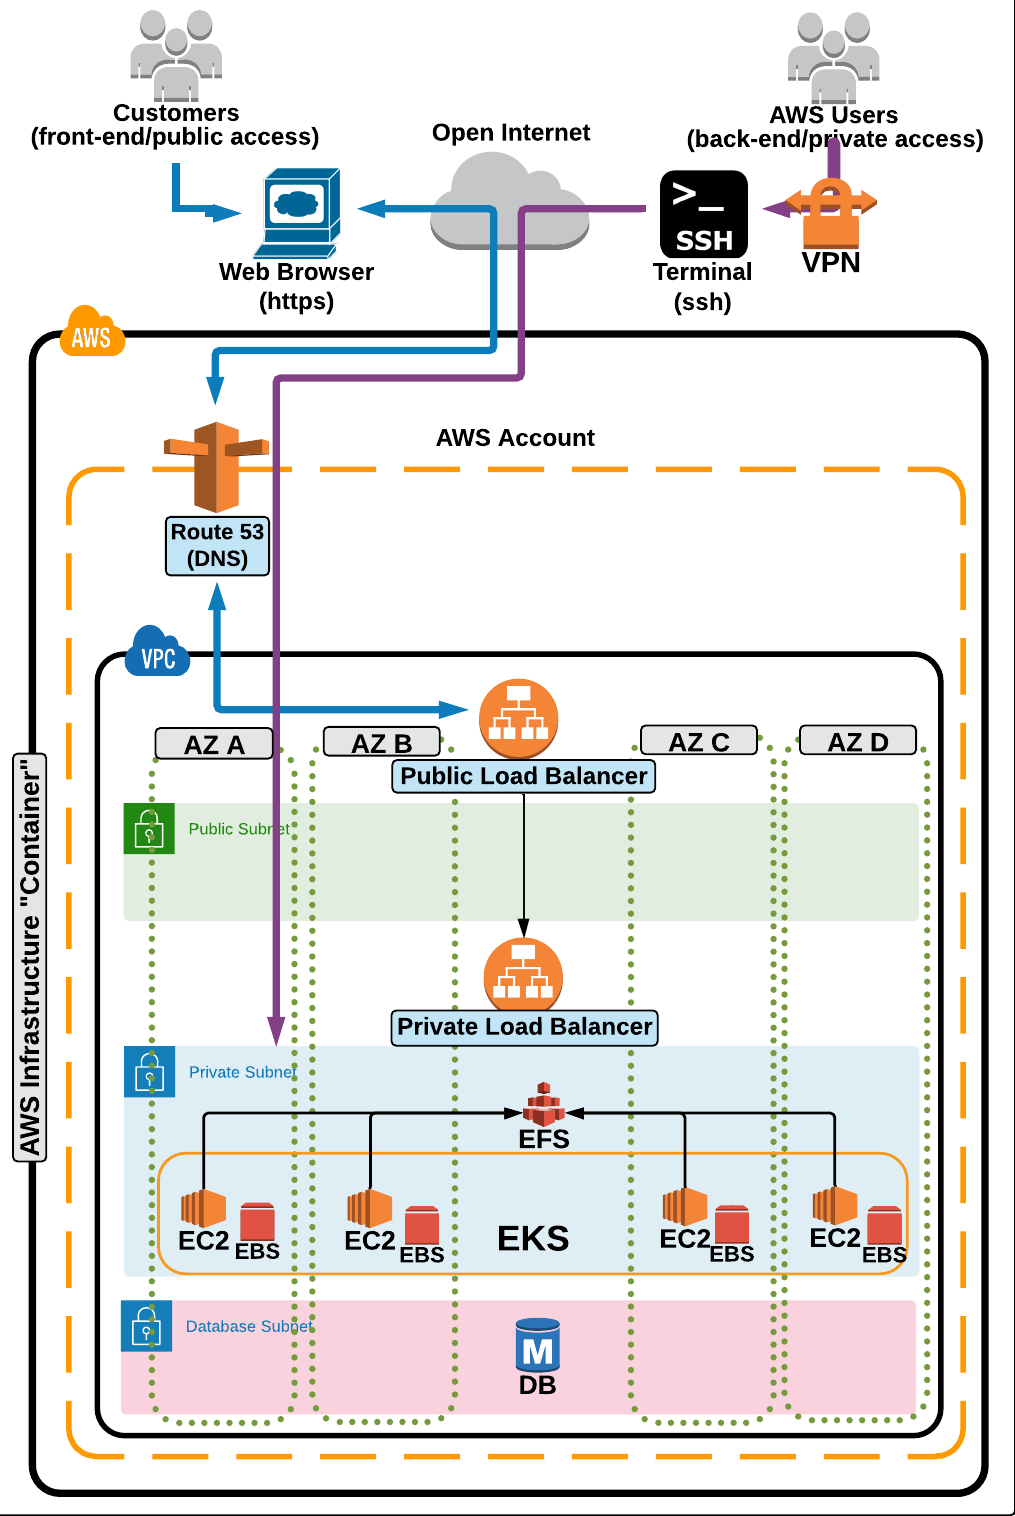 Customers
(front-end/public access)
Open Internet
AWS Users
(back-end/private access)
>_
SSH
VPN
Web Browser
(https)
Terminal
(ssh)
AWS
AWS Account
Route 53
(DNS)
VPC
AZ A
AZ B
AZ C
AZ D
Public Load Balancer
Public Subnet
AWS Infrastructure "Container"
Private Load Balancer
Private Subnet
EFS
EC2
EBS
EC2
EBS
EKS
EC2
EBS
EC2
EBS
Database Subnet
M
DB